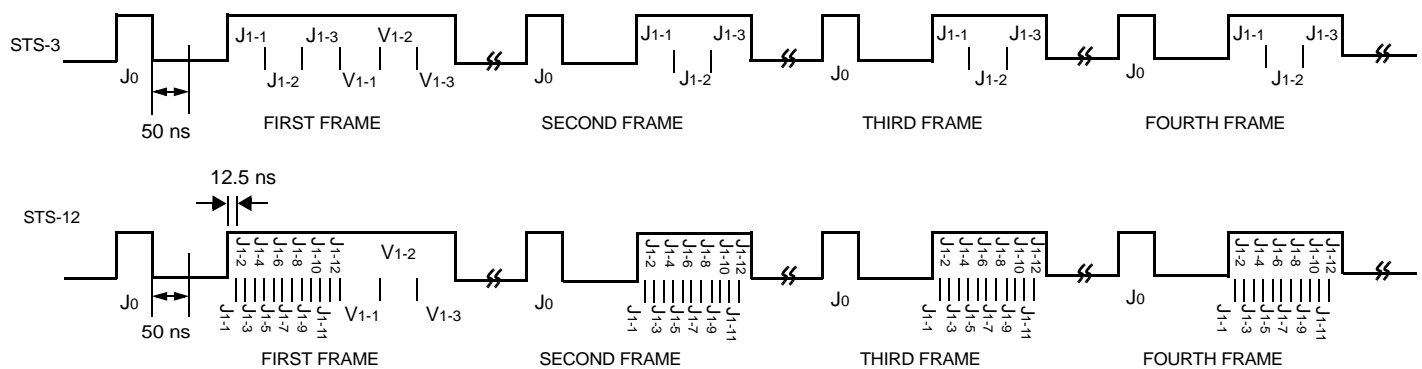 STS-3
J0
50 ns
J1-1
J1-2
J1-3
V1-1
V1-2
V1-3
FIRST FRAME
J0
J1-1
J1-2
J1-3
SECOND FRAME
J0
J1-1
J1-2
J1-3
THIRD FRAME
J0
J1-1
J1-2
J1-3
FOURTH FRAME
12.5 ns
STS-12
J0
50 ns
J1-2 J1-4 J1-6 J1-8 J1-10 J1-12
J1-1 J1-3 J1-5 J1-7 J1-9 J1-11
V1-1
V1-2
V1-3
FIRST FRAME
J0
J1-2 J1-4 J1-6 J1-8 J1-10 J1-12
J1-1 J1-3 J1-5 J1-7 J1-9 J1-11
SECOND FRAME
J0
J1-2 J1-4 J1-6 J1-8 J1-10 J1-12
J1-1 J1-3 J1-5 J1-7 J1-9 J1-11
THIRD FRAME
J0
J1-2 J1-4 J1-6 J1-8 J1-10 J1-12
J1-1 J1-3 J1-5 J1-7 J1-9 J1-11
FOURTH FRAME